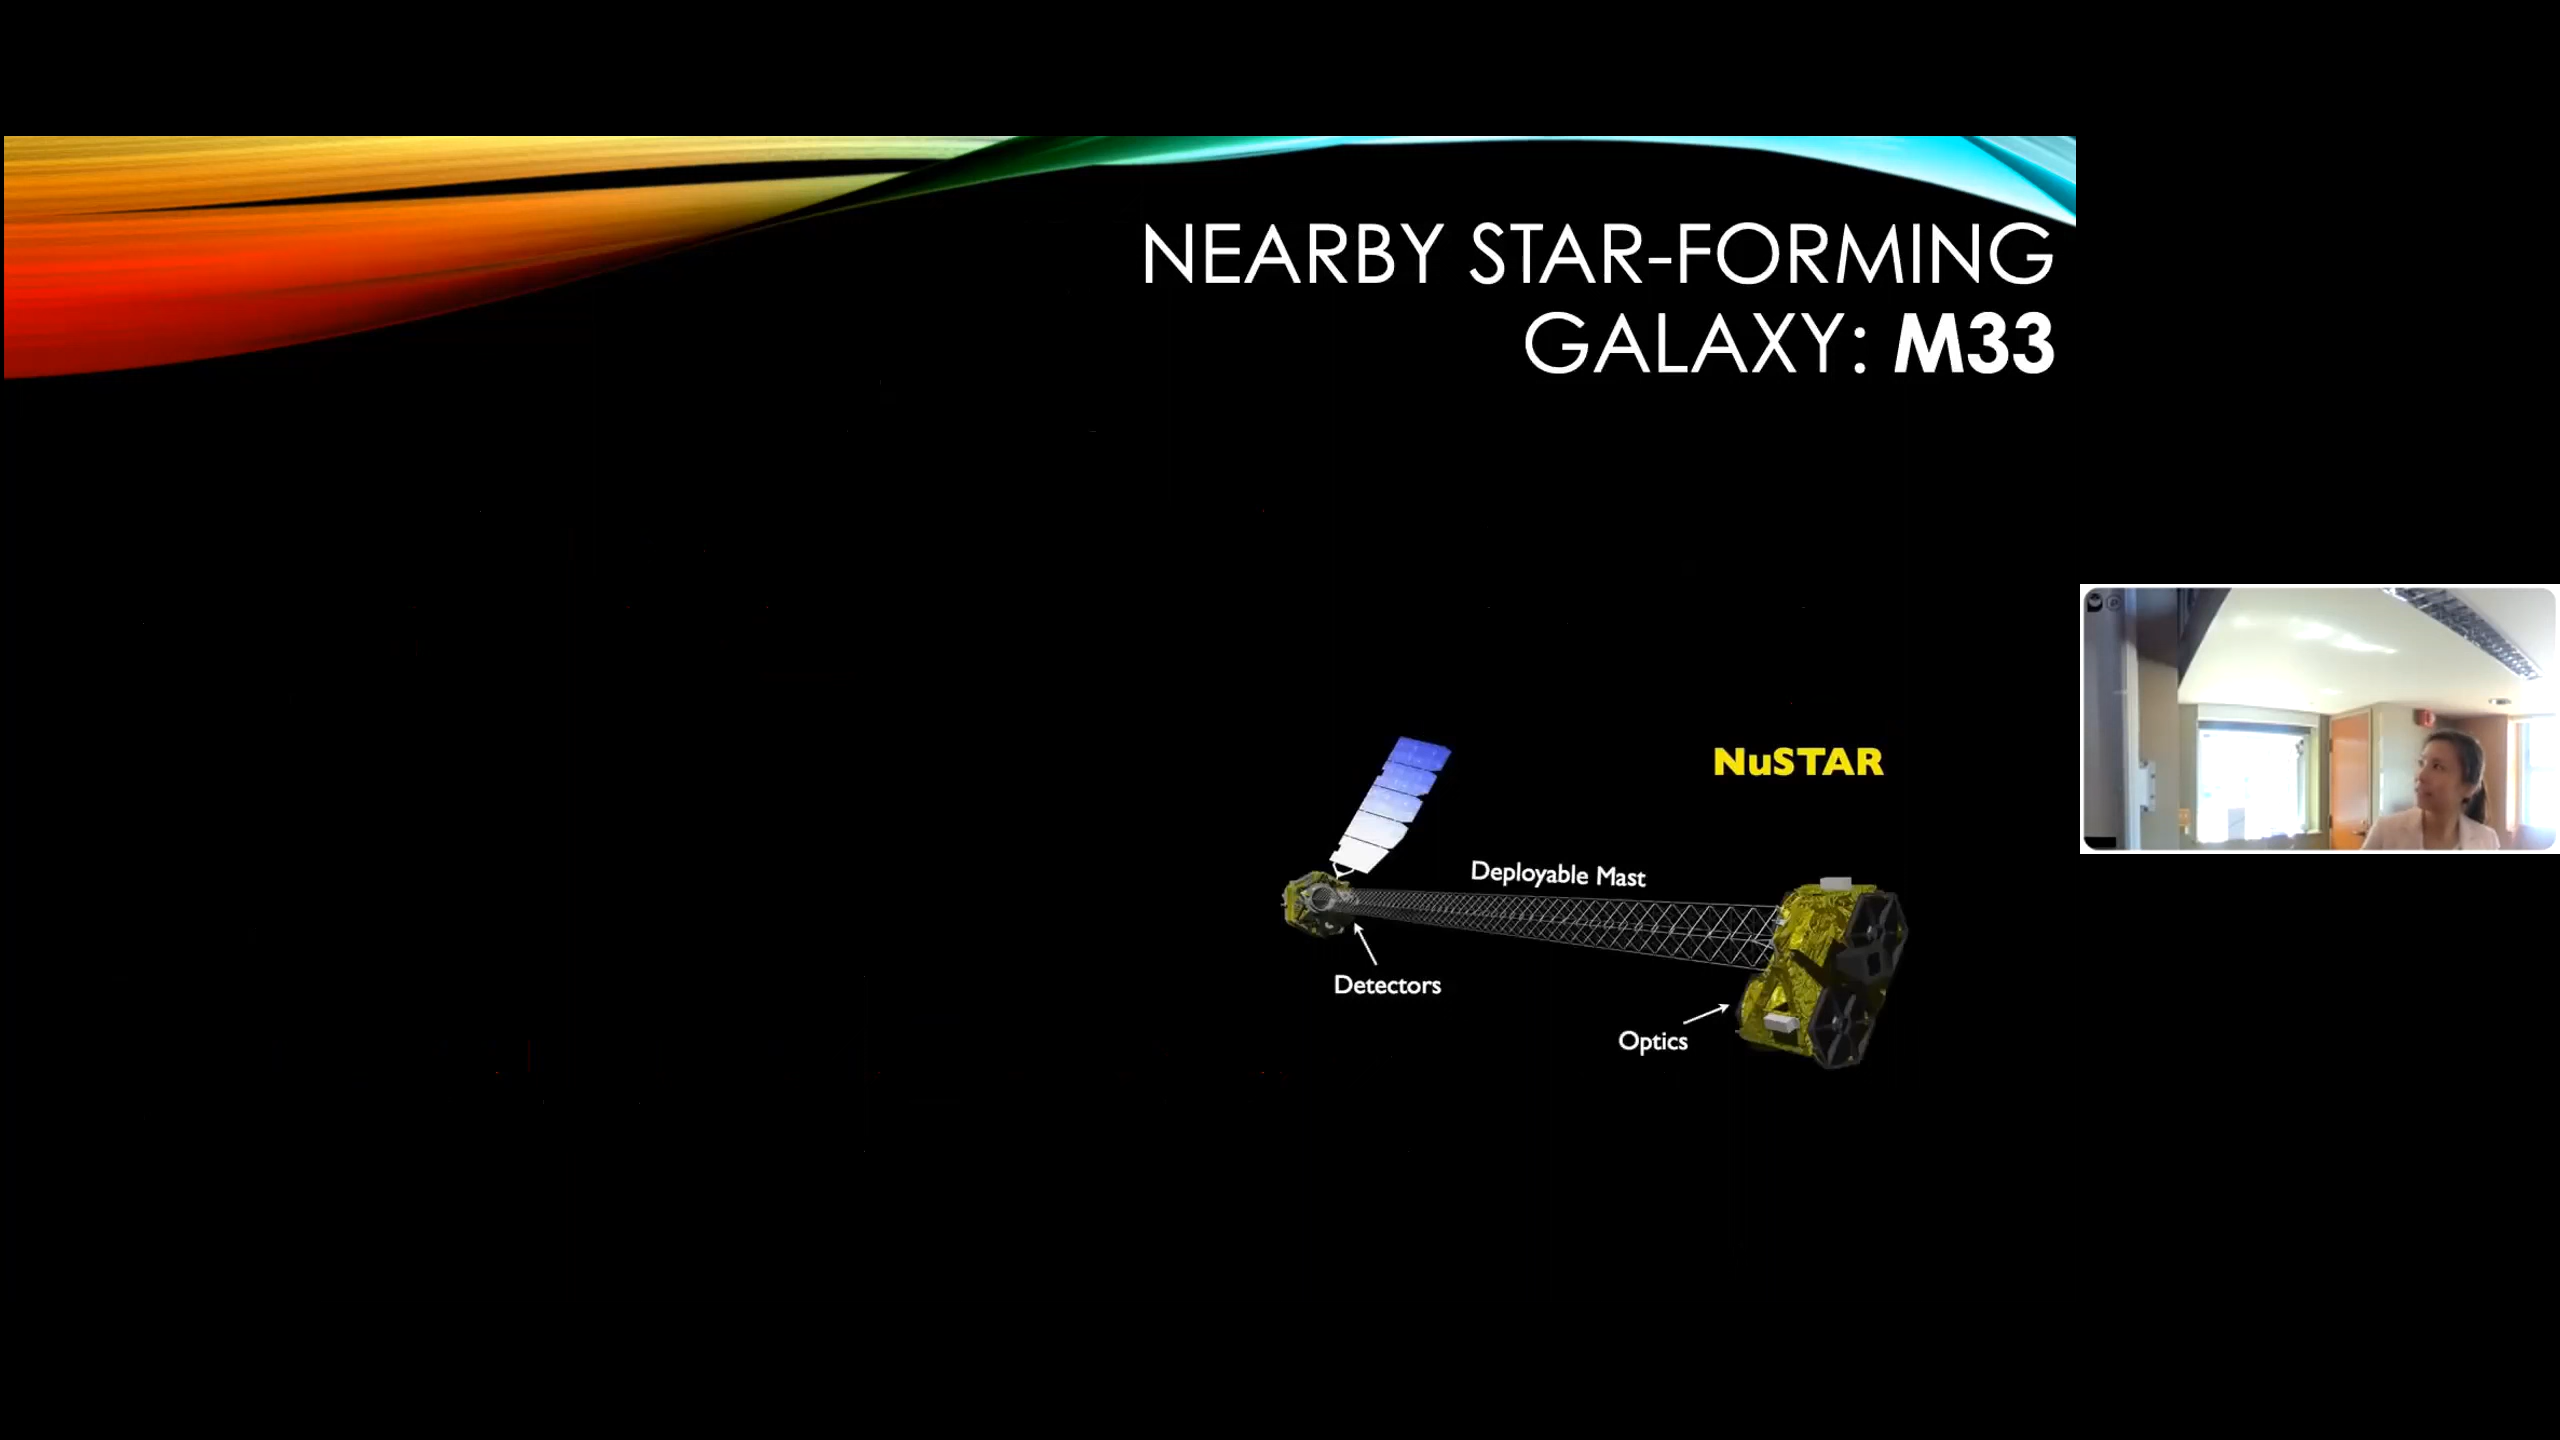 NEARBY STAR-FORMING
GALAXY: M33
NuSTAR
Deployable Mast
Detectors
Optics